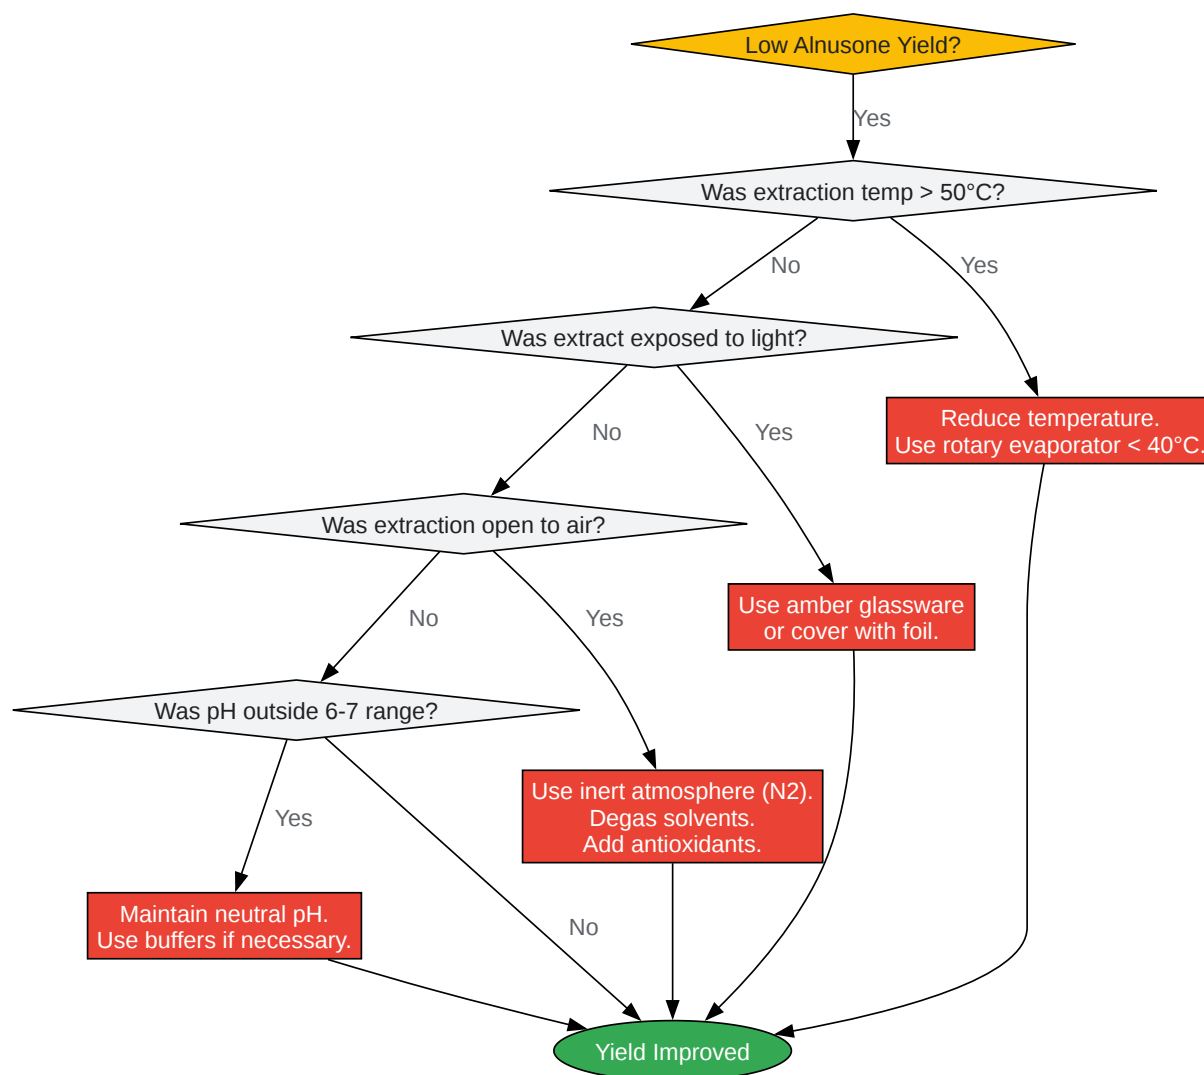 Low Alnusone Yield?
Yes
Was extraction temp > 50°C?
No
Yes
Was extract exposed to light?
No
Yes
Reduce temperature.
Use rotary evaporator < 40°C.
Was extraction open to air?
No
Yes
Use amber glassware
or cover with foil.
Was pH outside 6-7 range?
Yes
No
Use inert atmosphere (N2).
Degas solvents.
Add antioxidants.
Maintain neutral pH.
Use buffers if necessary.
Yield Improved